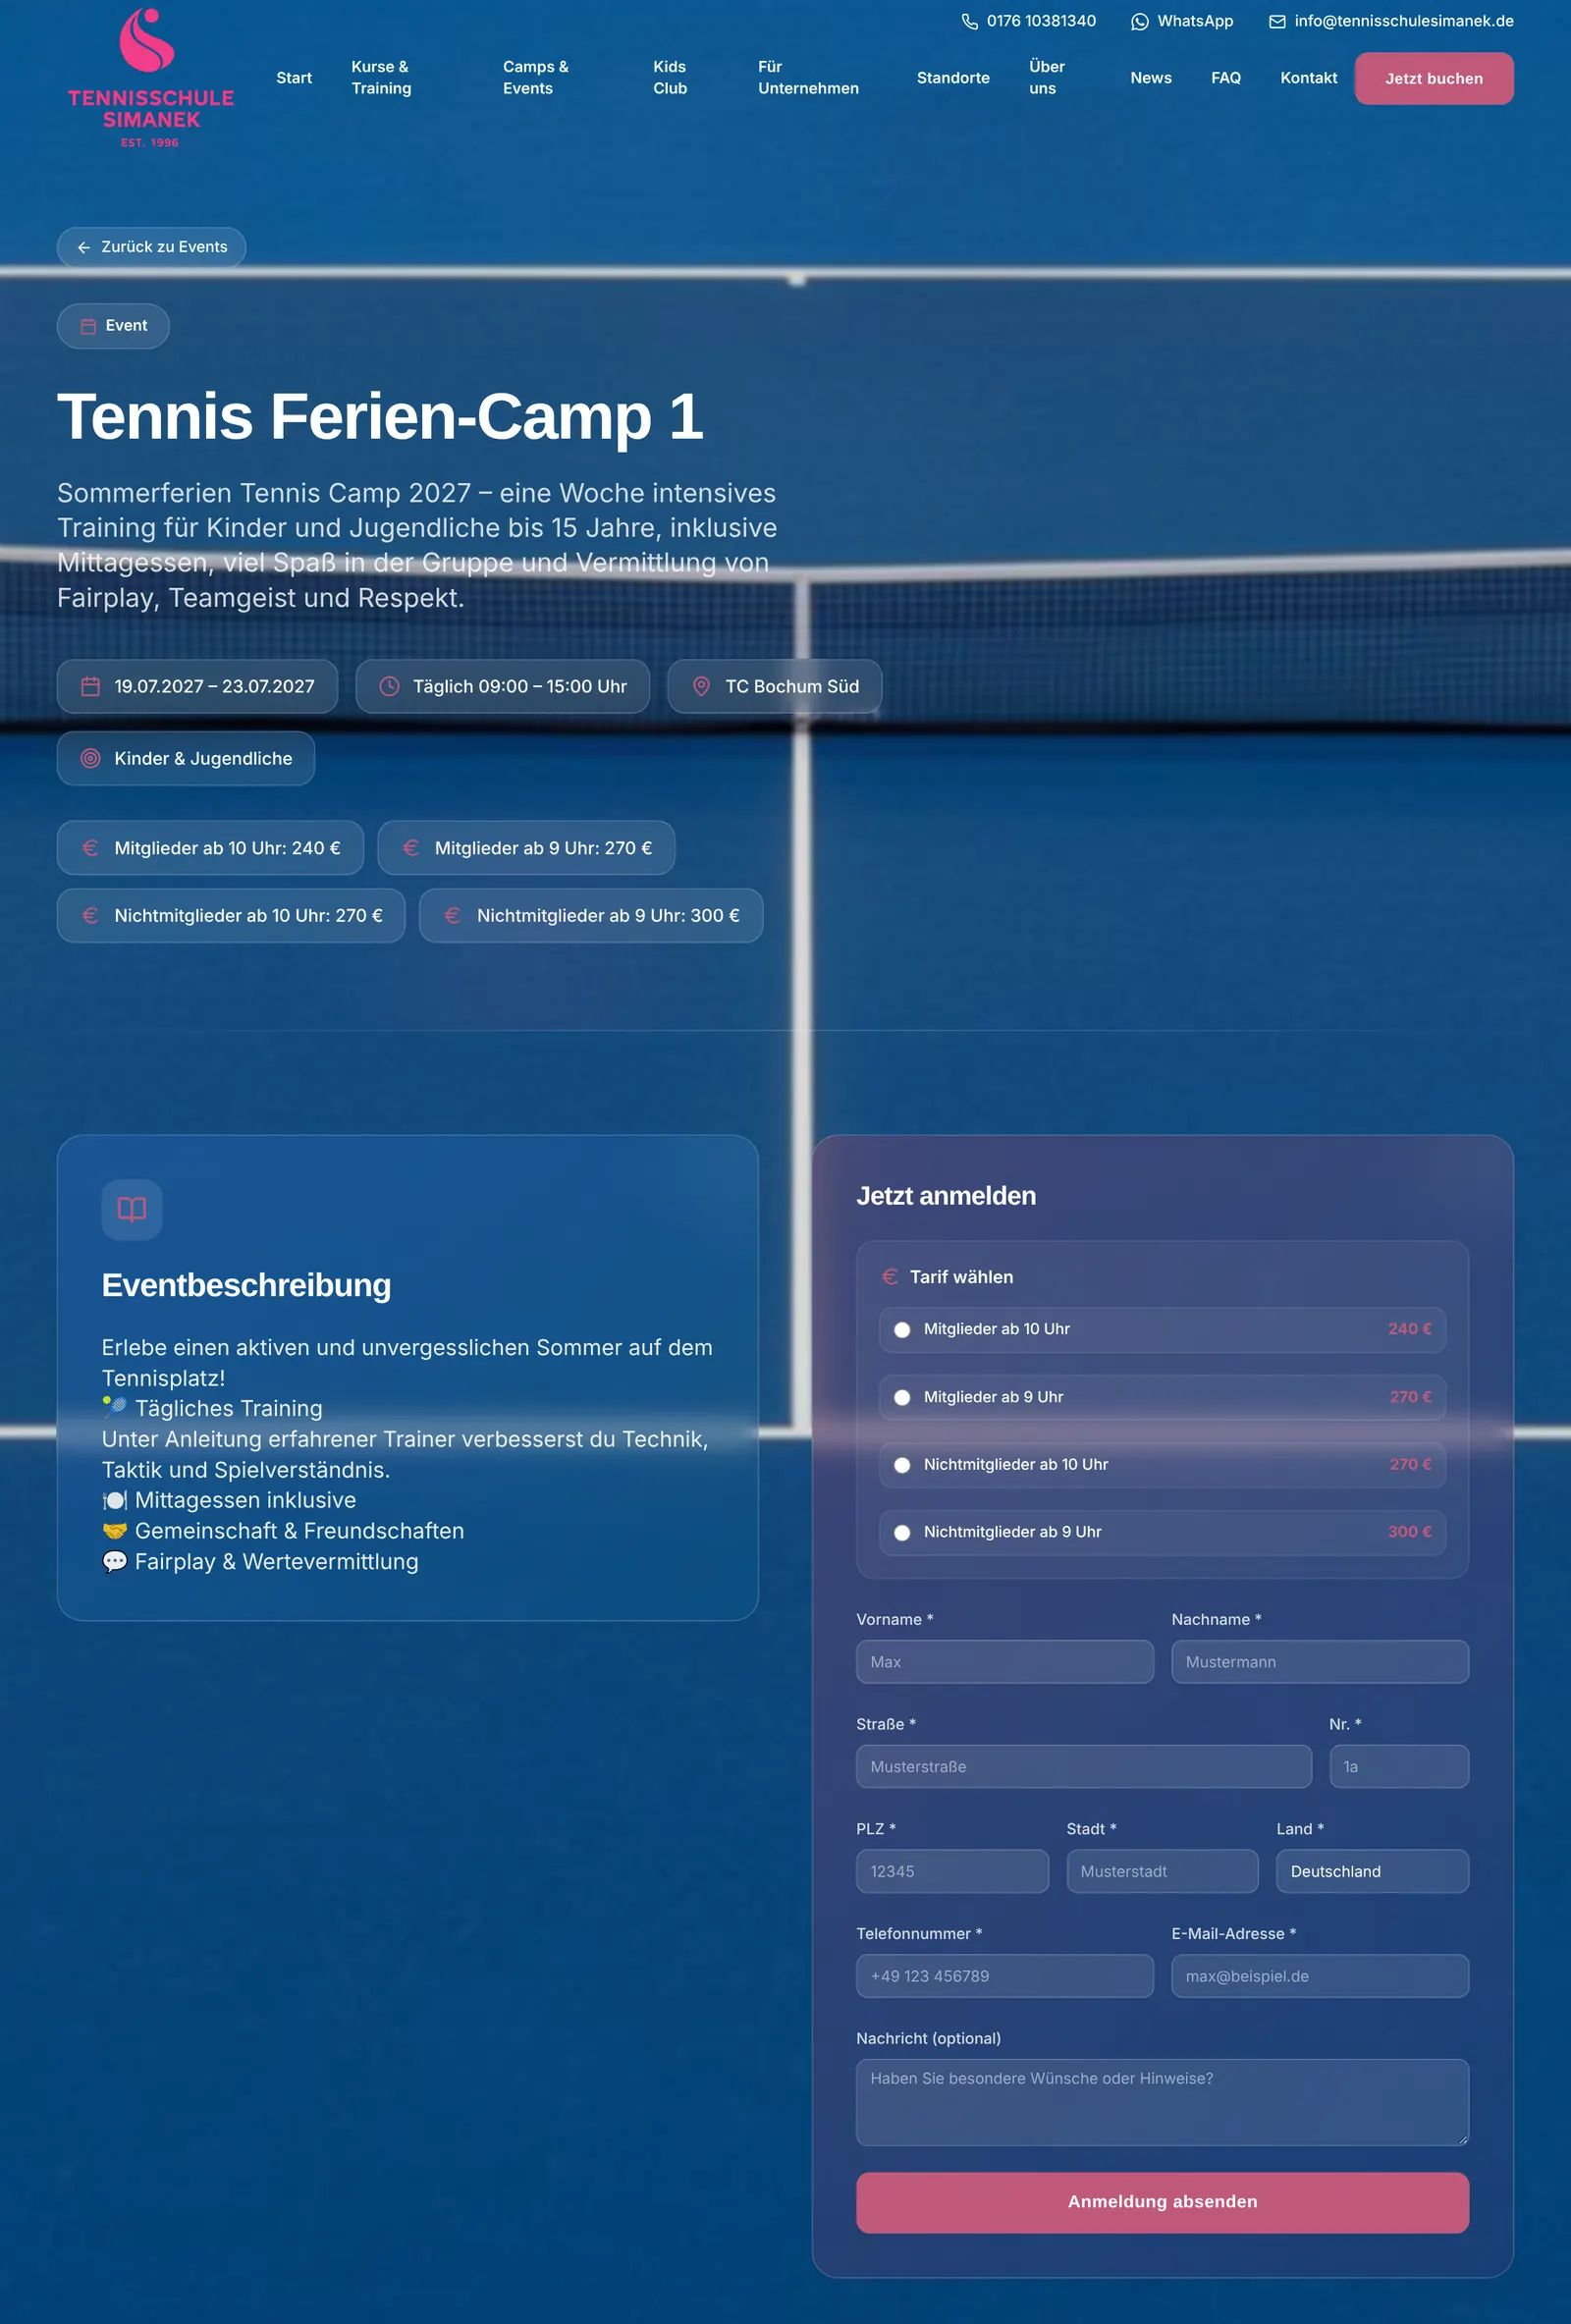 0176 10381340
WhatsApp
info@tennisschulesimanek.de
TENNISSCHULE
SIMANEK
EST. 1996
Start
Kurse &
Training
Camps &
Events
Kids
Club
Für
Unternehmen
Standorte
Über
uns
News
FAQ
Kontakt
Jetzt buchen
Zurück zu Events
Event
Tennis Ferien-Camp 1
Sommerferien Tennis Camp 2027 – eine Woche intensives
Training für Kinder und Jugendliche bis 15 Jahre, inklusive
Mittagessen, viel Spaß in der Gruppe und Vermittlung von
Fairplay, Teamgeist und Respekt.
19.07.2027 – 23.07.2027
Täglich 09:00 – 15:00 Uhr
TC Bochum Süd
Kinder & Jugendliche
€ Mitglieder ab 10 Uhr: 240 €
€ Mitglieder ab 9 Uhr: 270 €
€ Nichtmitglieder ab 10 Uhr: 270 €
€ Nichtmitglieder ab 9 Uhr: 300 €
Eventbeschreibung
Erlebe einen aktiven und unvergesslichen Sommer auf dem
Tennisplatz!
🎾 Tägliches Training
Unter Anleitung erfahrener Trainer verbesserst du Technik,
Taktik und Spielverständnis.
🍽️ Mittagessen inklusive
🤝 Gemeinschaft & Freundschaften
💬 Fairplay & Wertevermittlung
Jetzt anmelden
€ Tarif wählen
Mitglieder ab 10 Uhr 240 €
Mitglieder ab 9 Uhr 270 €
Nichtmitglieder ab 10 Uhr 270 €
Nichtmitglieder ab 9 Uhr 300 €
Vorname * Nachname *
Max Mustermann
Straße * Nr. *
Musterstraße 1a
PLZ * Stadt * Land *
12345 Musterstadt Deutschland
Telefonnummer * E-Mail-Adresse *
+49 123 456789 max@beispiel.de
Nachricht (optional)
Haben Sie besondere Wünsche oder Hinweise?
Anmeldung absenden